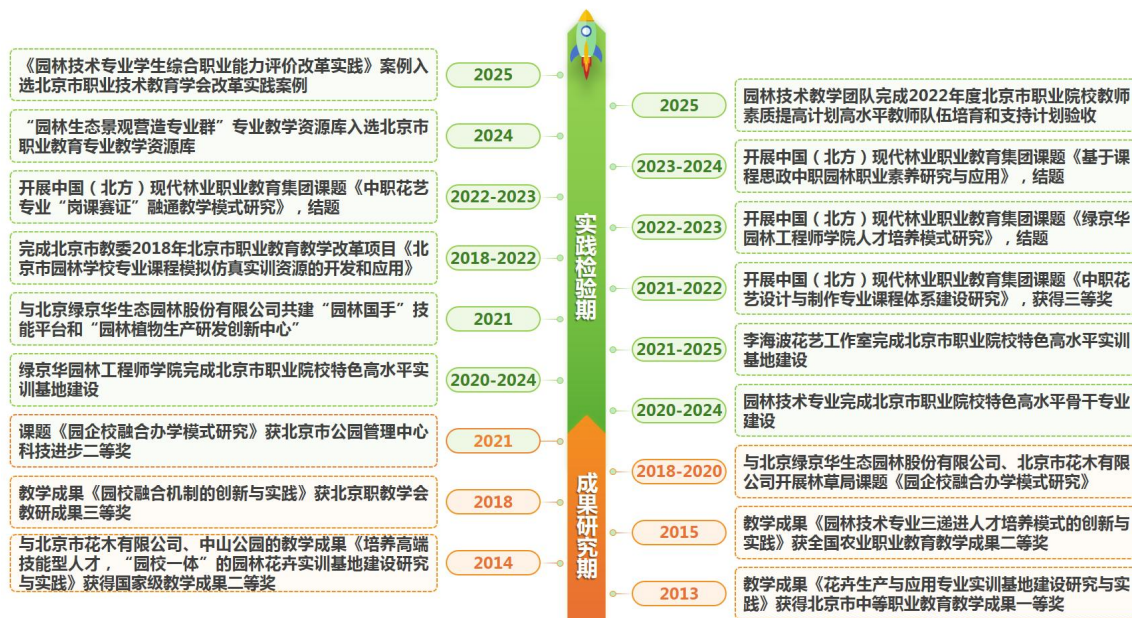 《园林技术专业学生综合职业能力评价改革实践》案例入
选北京市职业技术教育学会改革实践案例
2025
“园林生态景观营造专业群”专业教学资源库入选北京市
职业教育专业教学资源库
2024
开展中国（北方）现代林业职业教育集团课题《中职花艺
专业“岗课赛证”融通教学模式研究》，结题
2022-2023
完成北京市教委2018年北京市职业教育教学改革项目《北
京市园林学校专业课程模拟仿真实训资源的开发和应用》
2018-2022
与北京绿京华生态园林股份有限公司共建“园林国手”技
能平台和“园林植物生产研发创新中心”
2021
绿京华园林工程师学院完成北京市职业院校特色高水平实
训基地建设
2020-2024
课题《园企校融合办学模式研究》获北京市公园管理中心
科技进步二等奖
2021
教学成果《园校融合机制的创新与实践》获北京职教学会
教研成果三等奖
2018
与北京市花木有限公司、中山公园的教学成果《培养高端
技能型人才，“园校一体”的园林花卉实训基地建设研究
与实践》获得国家级教学成果二等奖
2014
实践检验期
成果研究期
2025
园林技术教学团队完成2022年度北京市职业院校教师
素质提高计划高水平教师队伍培育和支持计划验收
2023-2024
开展中国（北方）现代林业职业教育集团课题《基于课
程思政中职园林职业素养研究与应用》，结题
2022-2023
开展中国（北方）现代林业职业教育集团课题《绿京华
园林工程师学院人才培养模式研究》，结题
2021-2022
开展中国（北方）现代林业职业教育集团课题《中职花
艺设计与制作专业课程体系建设研究》，获得三等奖
2021-2025
李海波花艺工作室完成北京市职业院校特色高水平实训
基地建设
2020-2024
园林技术专业完成北京市职业院校特色高水平骨干专业
建设
2018-2020
与北京绿京华生态园林股份有限公司、北京市花木有限
公司开展林草局课题《园企校融合办学模式研究》
2015
教学成果《园林技术专业三递进人才培养模式的创新与
实践》获全国农业职业教育教学成果二等奖
2013
教学成果《花卉生产与应用专业实训基地建设研究与实
践》获得北京市中等职业教育教学成果一等奖